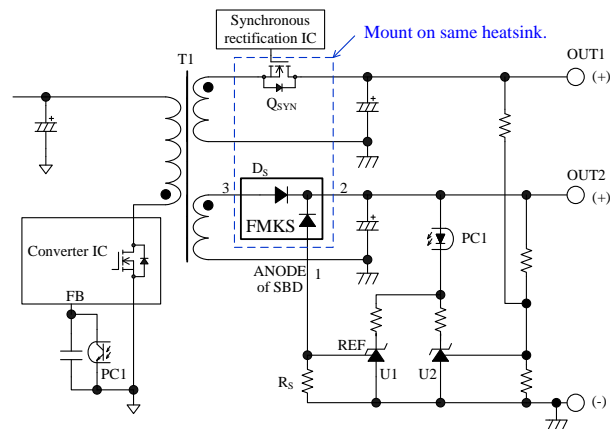 Synchronous
rectification IC
Mount on same heatsink.
T1
OUT1
(+)
QSYN
DS
3
2
OUT2
(+)
FMKS
Converter IC
PC1
ANODE
of SBD
1
FB
REF
U1
U2
PC1
RS
(-)
+
+
+